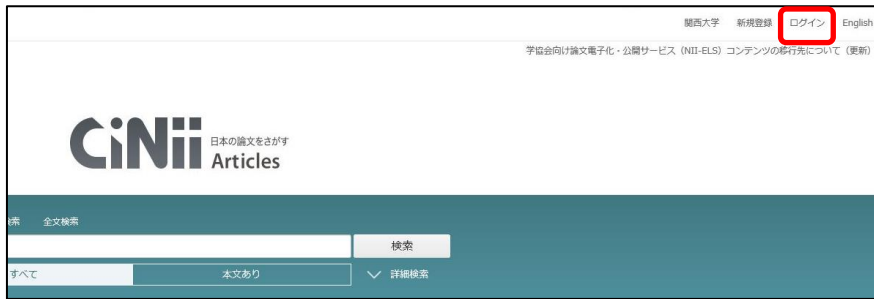 関西大学 新規登録 ログイン English
学協会向け論文電子化・公開サービス（NII-ELS）コンテンツの移行先について（更新）
CiNii 日本の論文をさがす
Articles
検索 全文検索
検索
すべて 本文あり 詳細検索